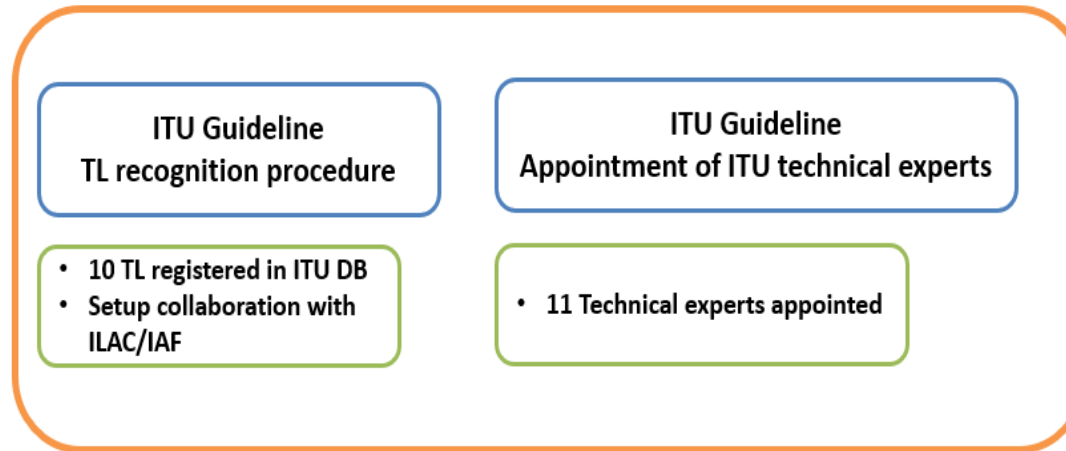 ITU Guideline
TL recognition procedure
• 10 TL registered in ITU DB
• Setup collaboration with
ILAC/IAF
ITU Guideline
Appointment of ITU technical experts
• 11 Technical experts appointed